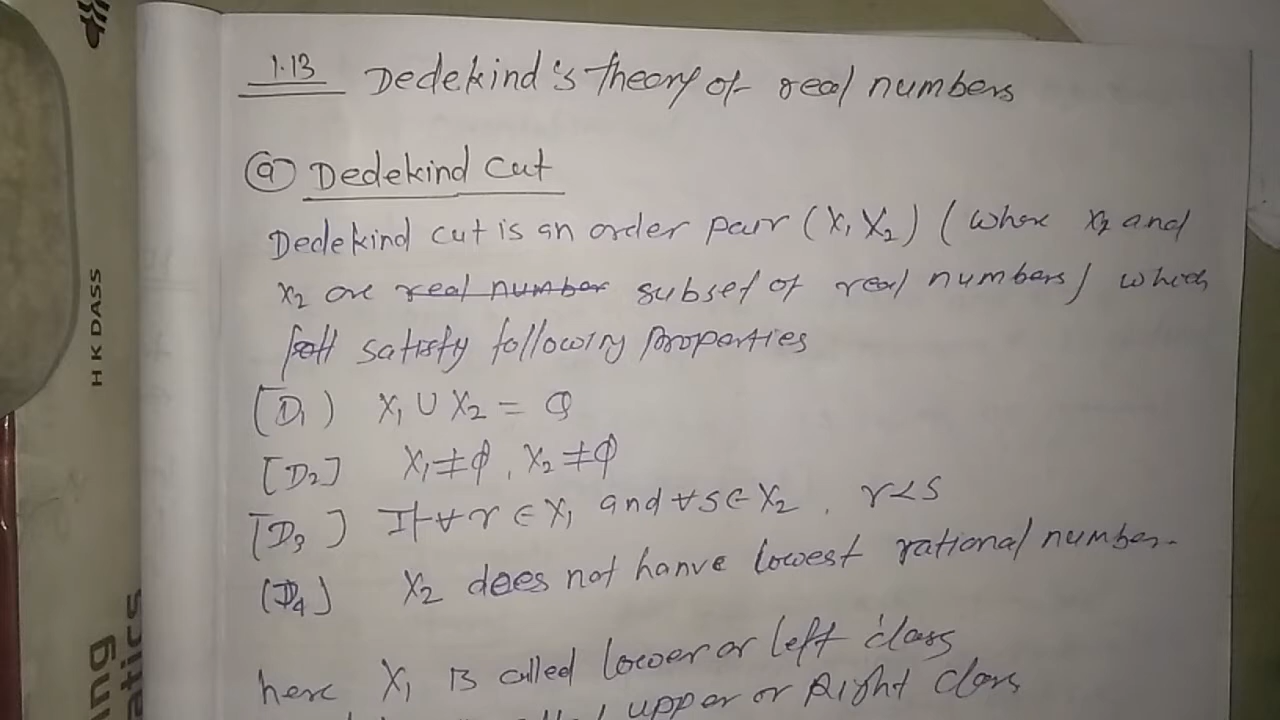 1.13 Dedekind's theory of real numbers
(a) Dedekind Cut
Dedekind cut is an order pair (X₁ X₂) (where X₁ and
X₂ are real number subset of real numbers) which
satisfy following properties
[D₁) X₁ ∪ X₂ = Q
[D₂] X₁ ≠ ϕ, X₂ ≠ ϕ
[D₃) If ∀ r ∈ X₁ and ∀ s ∈ X₂, r < s
[D₄] X₂ does not hanve lowest rational number.
here X₁ is called lower or left class
upper or Right class
H K DASS
ing
atics